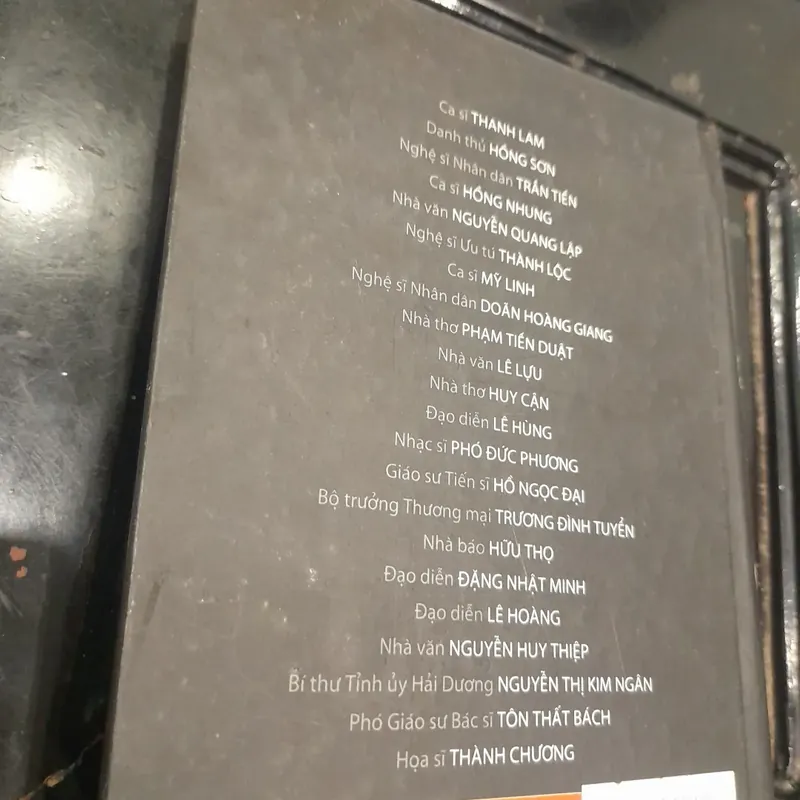 Ca sĩ THANH LAM
Danh thủ HỒNG SƠN
Nghệ sĩ Nhân dân TRẦN TIẾN
Ca sĩ HỒNG NHUNG
Nhà văn NGUYỄN QUANG LẬP
Nghệ sĩ Ưu tú THÀNH LỘC
Ca sĩ MỸ LINH
Nghệ sĩ Nhân dân DOÃN HOÀNG GIANG
Nhà thơ PHẠM TIẾN DUẬT
Nhà văn LÊ LỰU
Nhà thơ HUY CẬN
Đạo diễn LÊ HÙNG
Nhạc sĩ PHÓ ĐỨC PHƯƠNG
Giáo sư Tiến sĩ HỒ NGỌC ĐẠI
Bộ trưởng Thương mại TRƯƠNG ĐÌNH TUYỂN
Nhà báo HỮU THỌ
Đạo diễn ĐẶNG NHẬT MINH
Đạo diễn LÊ HOÀNG
Nhà văn NGUYỄN HUY THIỆP
Bí thư Tỉnh ủy Hải Dương NGUYỄN THỊ KIM NGÂN
Phó Giáo sư Bác sĩ TÔN THẤT BÁCH
Họa sĩ THÀNH CHƯƠNG